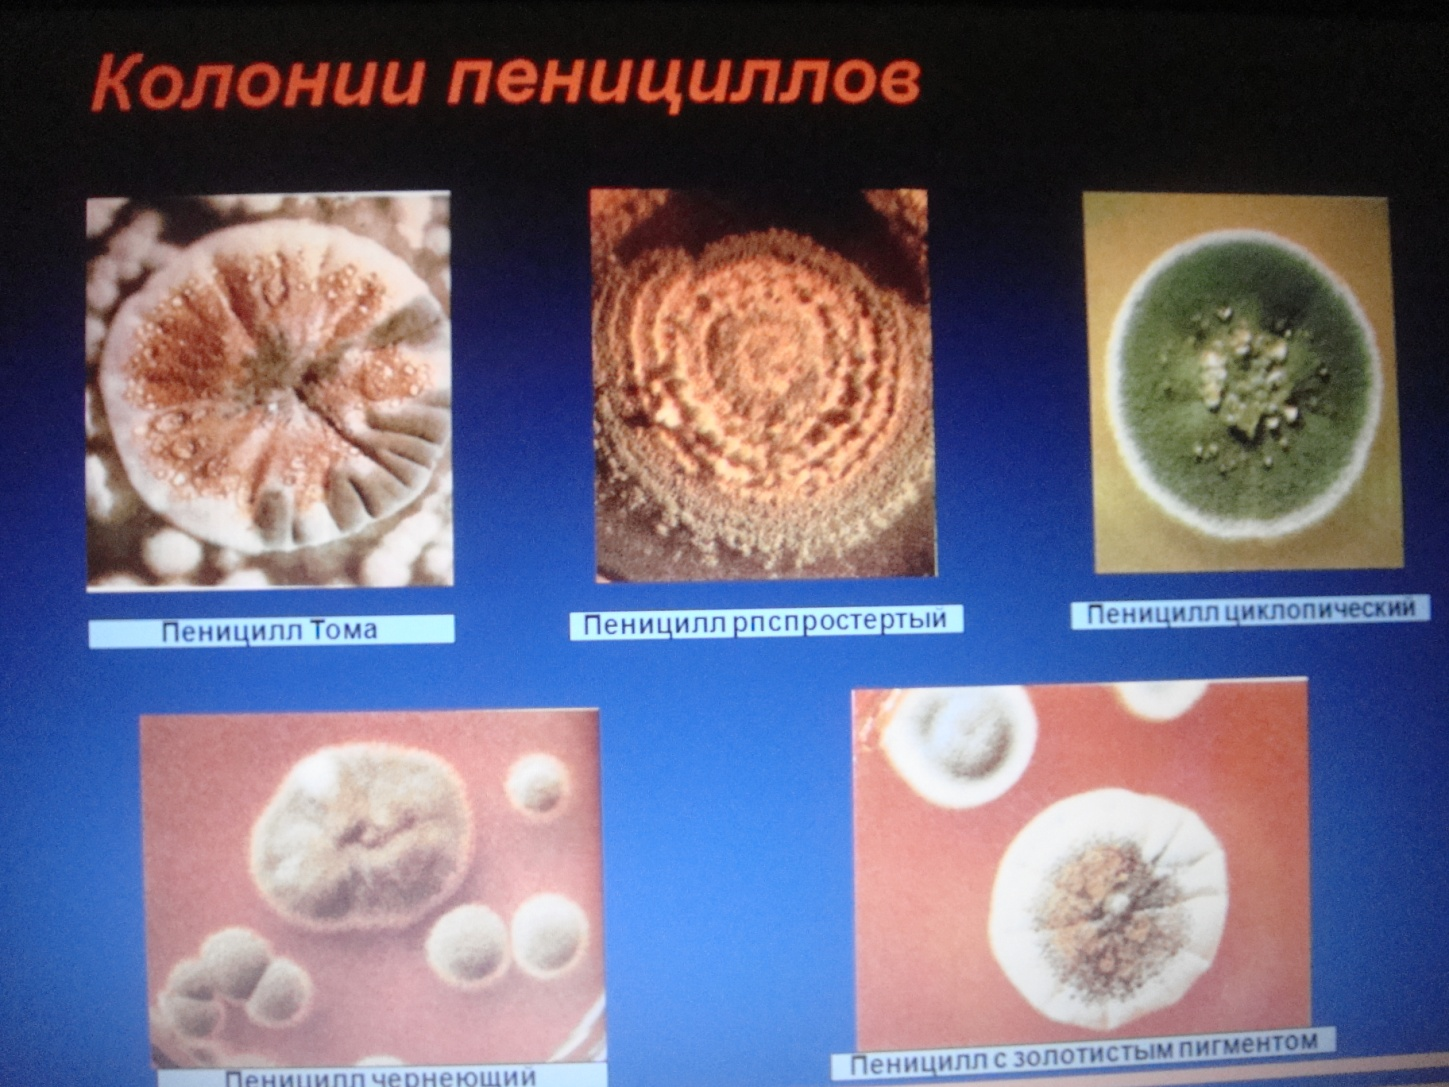 Колонии пенициллов
Пеницилл Тома
Пеницилл рпспростертый
Пеницилл циклопический
Пеницилл чернеющий
Пеницилл с золотистым пигментом